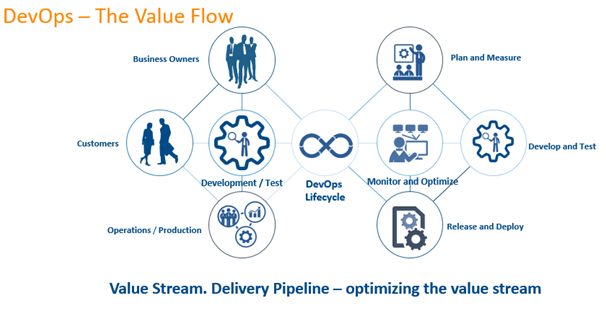 DevOps – The Value Flow
Business Owners
Plan and Measure
Customers
Develop and Test
Development / Test
DevOps
Lifecycle
Monitor and Optimize
Operations / Production
Release and Deploy
Value Stream. Delivery Pipeline – optimizing the value stream